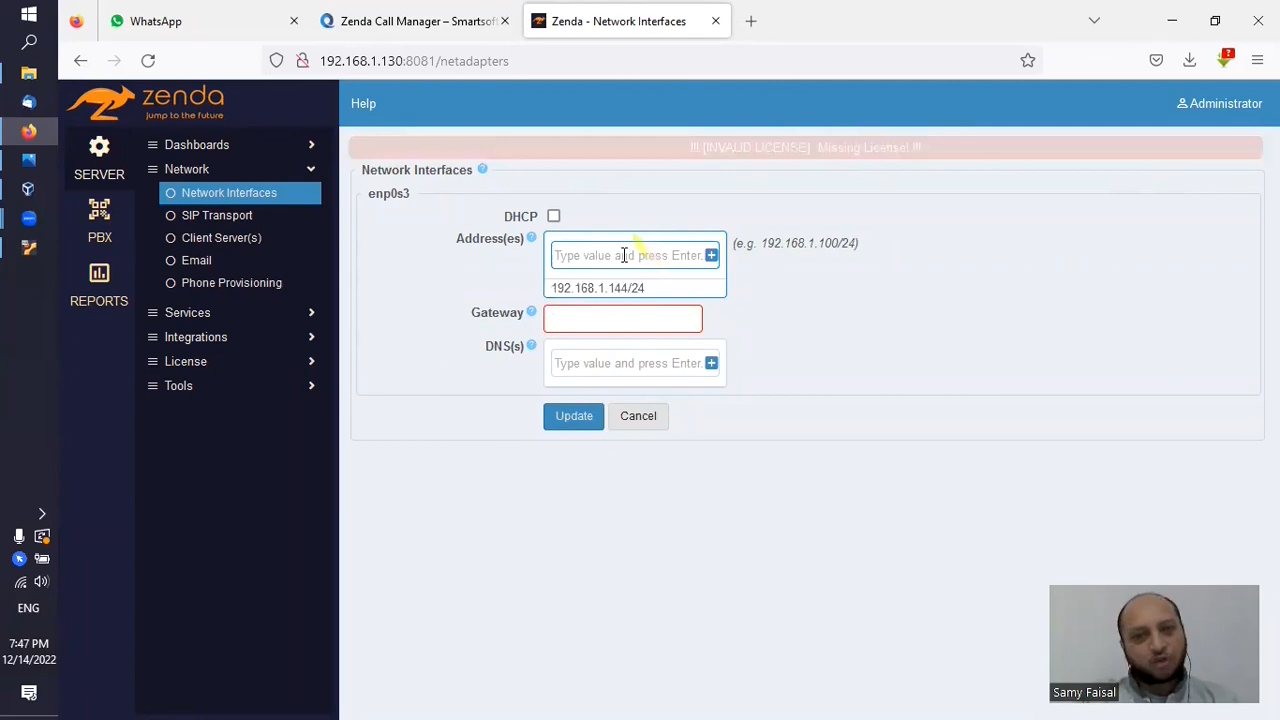 WhatsApp
Zenda Call Manager – Smartsoft
Zenda - Network Interfaces
192.168.1.130:8081/netadapters
zenda
jump to the future
Help
Administrator
SERVER
PBX
REPORTS
Dashboards
Network
Network Interfaces
SIP Transport
Client Server(s)
Email
Phone Provisioning
Services
Integrations
License
Tools
!!! [INVALID LICENSE] Missing License! !!!
Network Interfaces
enp0s3
DHCP
Address(es)
Type value and press Enter.
(e.g. 192.168.1.100/24)
192.168.1.144/24
Gateway
DNS(s)
Type value and press Enter.
Update
Cancel
ENG
7:47 PM
12/14/2022
Samy Faisal